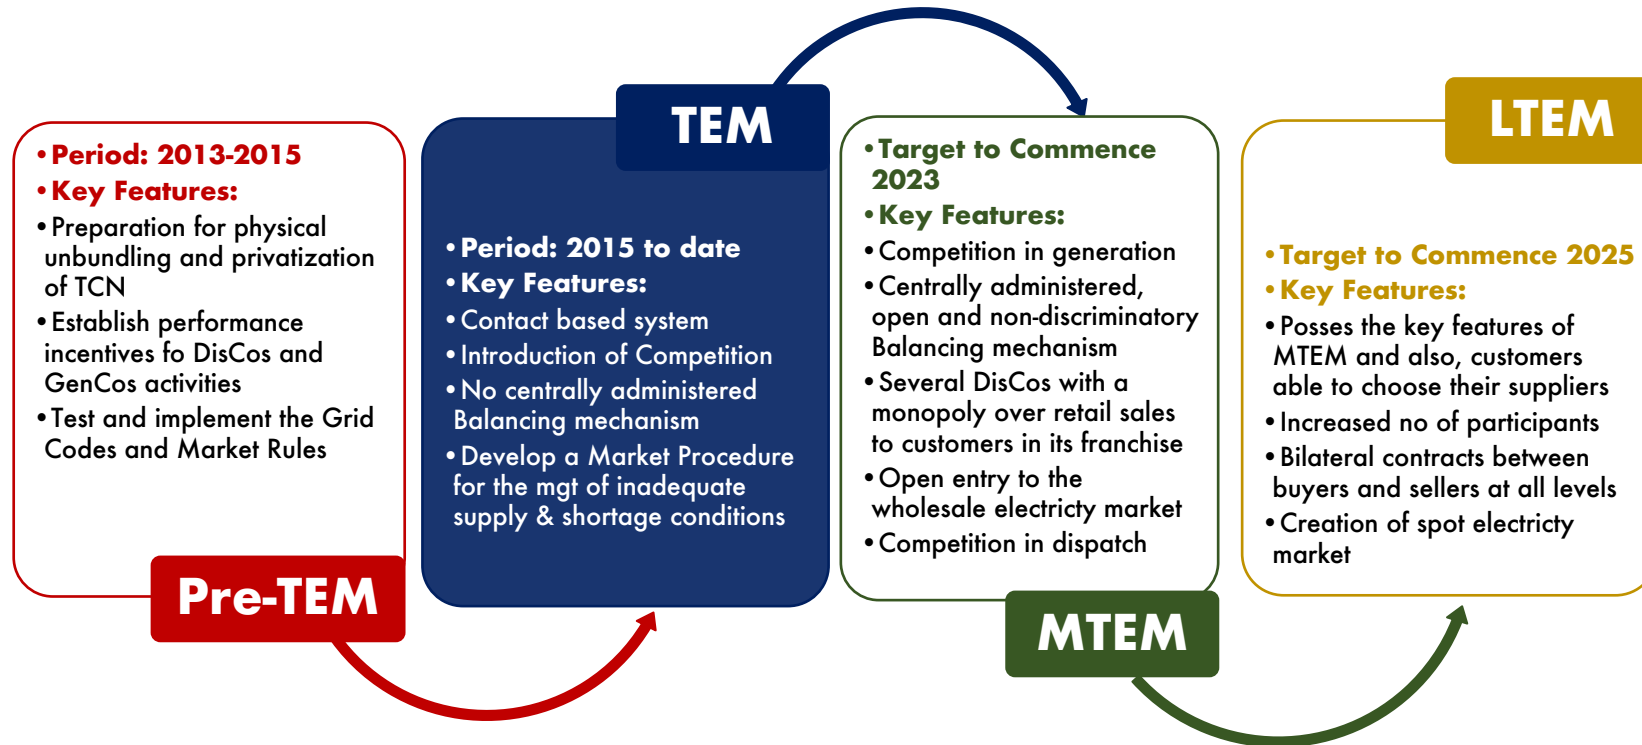 • Period: 2013-2015
• Key Features:
• Preparation for physical
unbundling and privatization
of TCN
• Establish performance
incentives fo DisCos and
GenCos activities
• Test and implement the Grid
Codes and Market Rules
Pre-TEM
TEM
• Period: 2015 to date
• Key Features:
• Contact based system
• Introduction of Competition
• No centrally administered
Balancing mechanism
• Develop a Market Procedure
for the mgt of inadequate
supply & shortage conditions
• Target to Commence
2023
• Key Features:
• Competition in generation
• Centrally administered,
open and non-discriminatory
Balancing mechanism
• Several DisCos with a
monopoly over retail sales
to customers in its franchise
• Open entry to the
wholesale electricty market
• Competition in dispatch
MTEM
LTEM
• Target to Commence 2025
• Key Features:
• Posses the key features of
MTEM and also, customers
able to choose their suppliers
• Increased no of participants
• Bilateral contracts between
buyers and sellers at all levels
• Creation of spot electricty
market